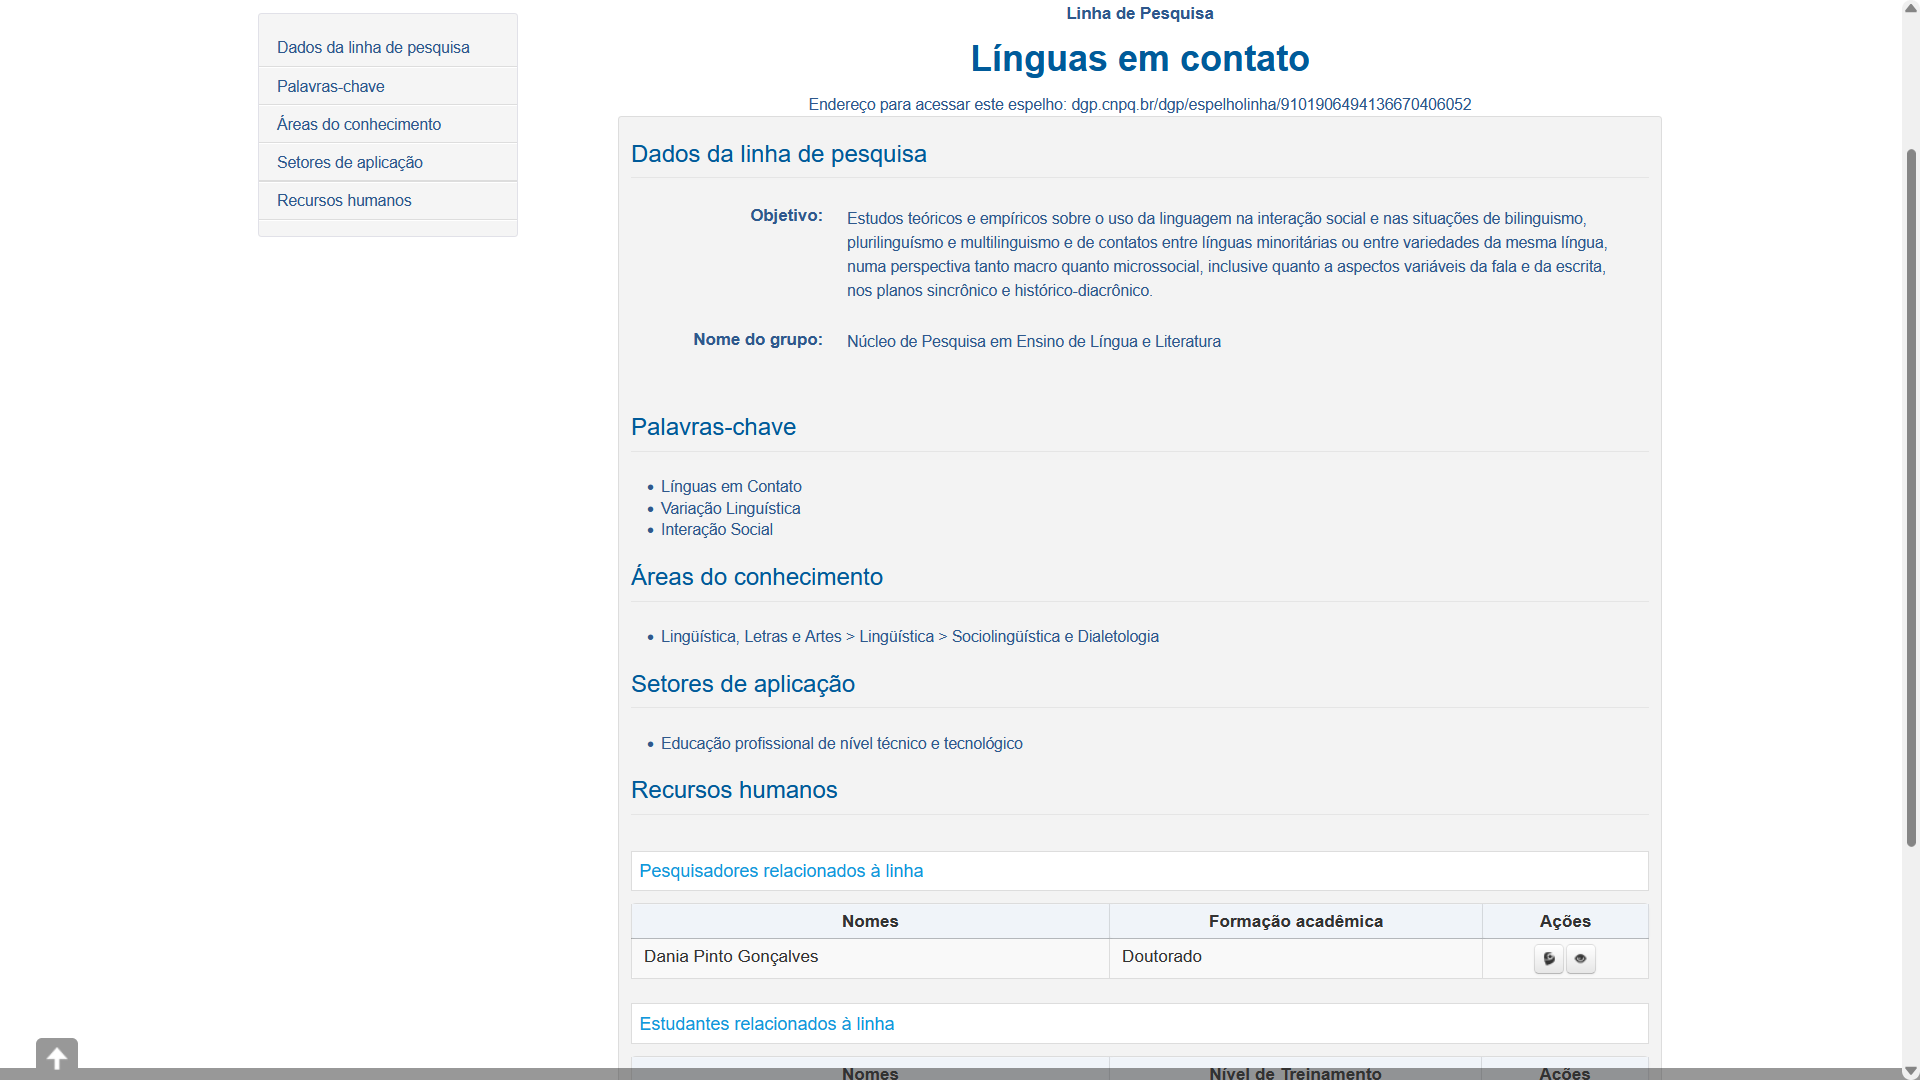 Dados da linha de pesquisa
Palavras-chave
Áreas do conhecimento
Setores de aplicação
Recursos humanos
Linha de Pesquisa
Línguas em contato
Endereço para acessar este espelho: dgp.cnpq.br/dgp/espelholinha/9101906494136670406052
Dados da linha de pesquisa
Objetivo:
Estudos teóricos e empíricos sobre o uso da linguagem na interação social e nas situações de bilinguismo,
plurilinguísmo e multilinguismo e de contatos entre línguas minoritárias ou entre variedades da mesma língua,
numa perspectiva tanto macro quanto microssocial, inclusive quanto a aspectos variáveis da fala e da escrita,
nos planos sincrônico e histórico-diacrônico.
Nome do grupo:
Núcleo de Pesquisa em Ensino de Língua e Literatura
Palavras-chave
Línguas em Contato
Variação Linguística
Interação Social
Áreas do conhecimento
Lingüística, Letras e Artes > Lingüística > Sociolingüística e Dialetologia
Setores de aplicação
Educação profissional de nível técnico e tecnológico
Recursos humanos
Pesquisadores relacionados à linha
Nomes Formação acadêmica Ações
Dania Pinto Gonçalves Doutorado
Estudantes relacionados à linha
Nomes Nível de Treinamento Ações